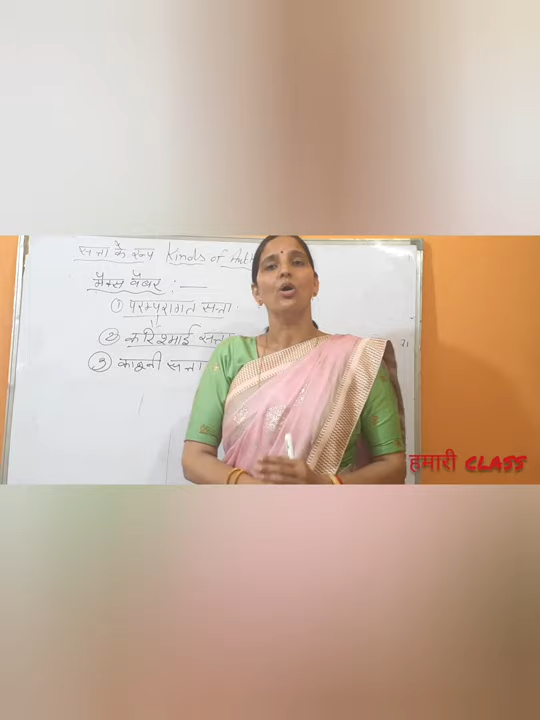 सत्ता के रूप Kinds of
मैक्स वेबर :—
① परम्परागत सत्ता
② करिश्माई सत्ता
③ कानूनी सत्ता
हमारी CLASS